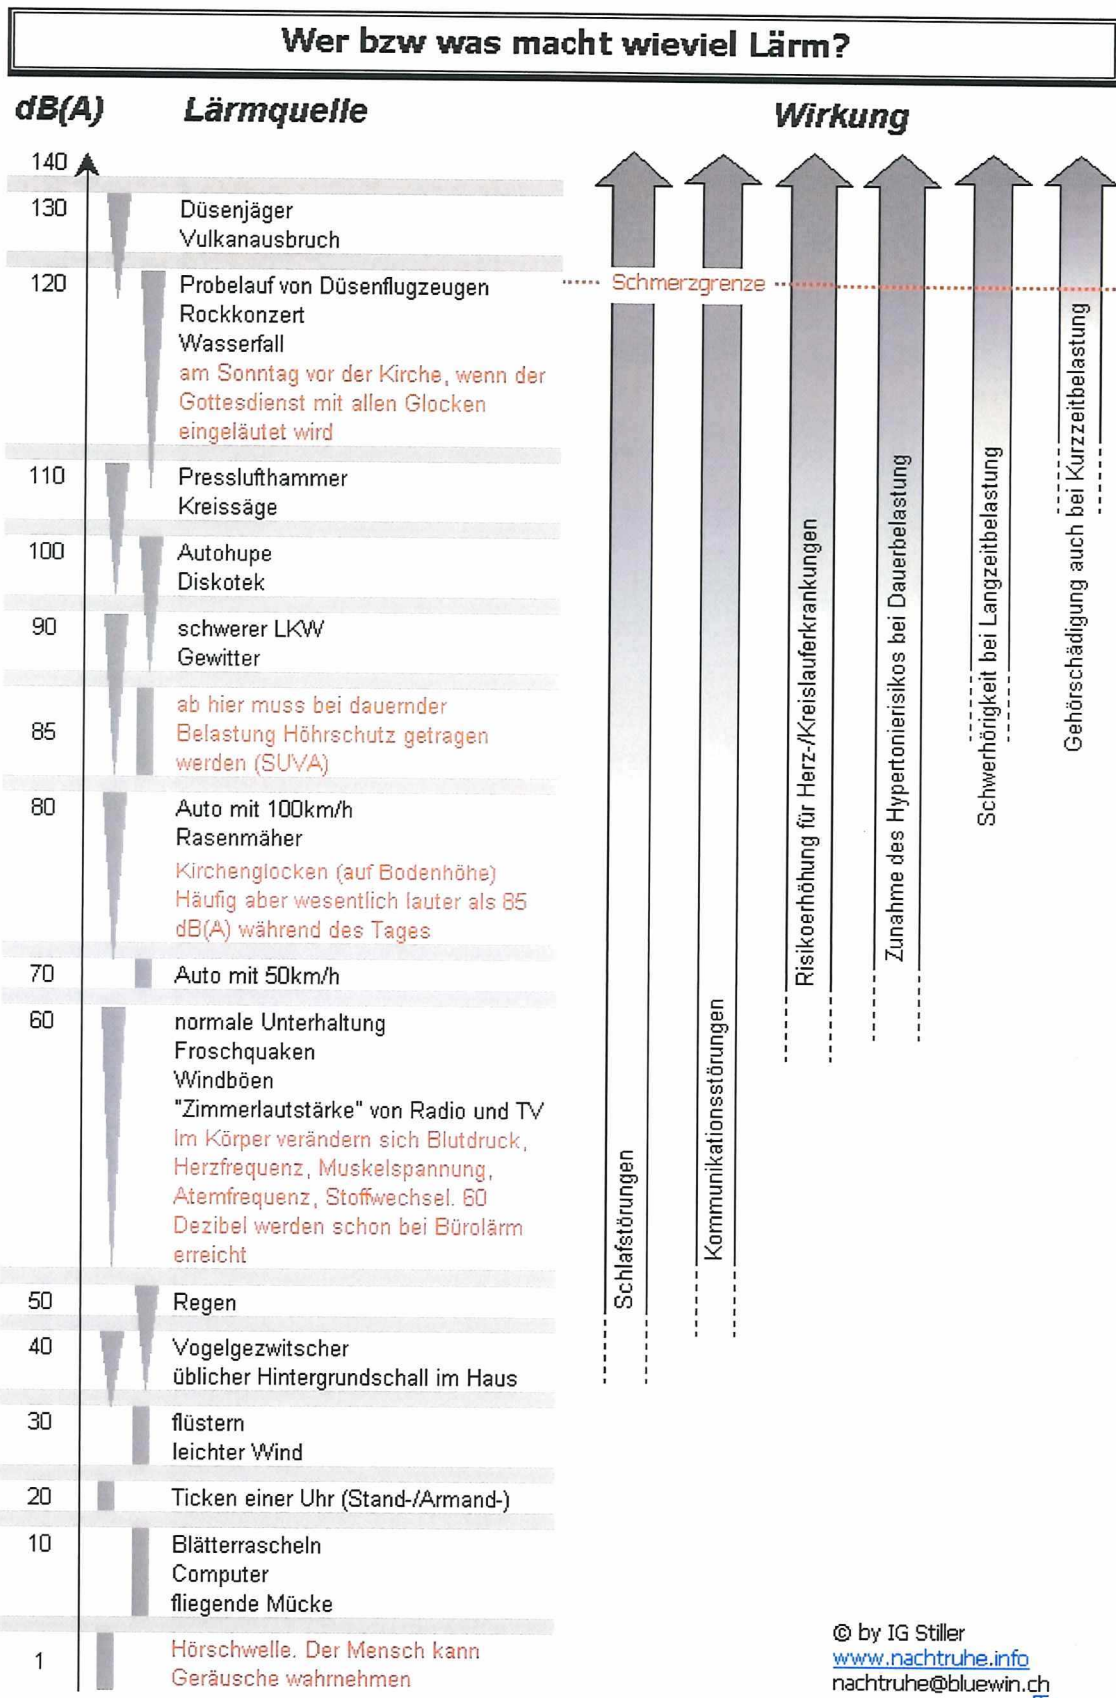 Wer bzw was macht wieviel Lärm?
dB(A) Lärmquelle Wirkung
140
130 Düsenjäger
Vulkanausbruch
120 Probelauf von Düsenflugzeugen
Rockkonzert
Wasserfall
am Sonntag vor der Kirche, wenn der
Gottesdienst mit allen Glocken
eingeläutet wird
110 Presslufthammer
Kreissäge
100 Autohupe
Diskotek
90 schwerer LKW
Gewitter
85 ab hier muss bei dauernder
Belastung Höhrschutz getragen
werden (SUVA)
80 Auto mit 100km/h
Rasenmäher
Kirchenglocken (auf Bodenhöhe)
Häufig aber wesentlich lauter als 85
dB(A) während des Tages
70 Auto mit 50km/h
60 normale Unterhaltung
Froschquaken
Windböen
"Zimmerlautstärke" von Radio und TV
Im Körper verändern sich Blutdruck,
Herzfrequenz, Muskelspannung,
Atemfrequenz, Stoffwechsel. 60
Dezibel werden schon bei Bürolärm
erreicht
50 Regen
40 Vogelgezwitscher
üblicher Hintergrundschall im Haus
30 flüstern
leichter Wind
20 Ticken einer Uhr (Stand-/Armand-)
10 Blätterrascheln
Computer
fliegende Mücke
1 Hörschwelle. Der Mensch kann
Geräusche wahrnehmen
Schmerzgrenze
Schlafstörungen
Kommunikationsstörungen
Risikoerhöhung für Herz-/Kreislauferkrankungen
Zunahme des Hypertonierisikos bei Dauerbelastung
Schwerhörigkeit bei Langzeitbelastung
Gehörschädigung auch bei Kurzzeitbelastung
© by IG Stiller
www.nachtruhe.info
nachtruhe@bluewin.ch